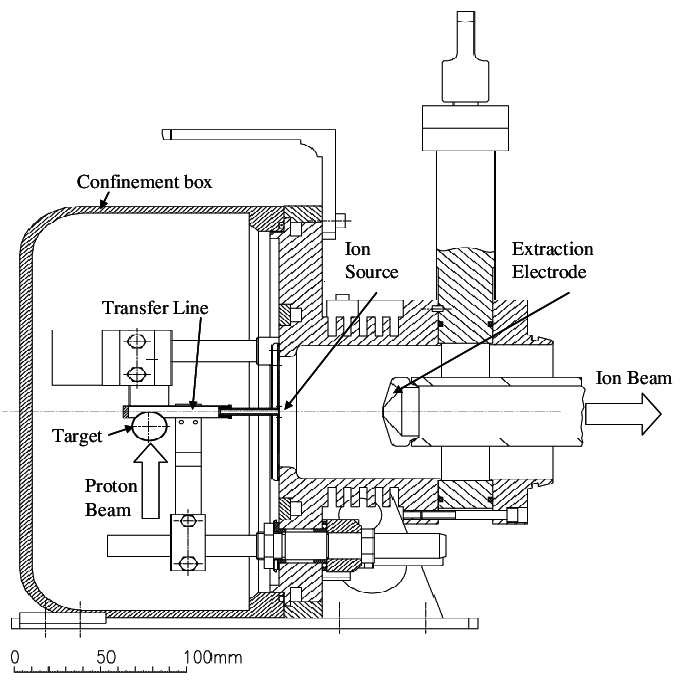 Confinement box
Ion
Source
Extraction
Electrode
Transfer Line
Ion Beam
Target
Proton
Beam
0 50 100mm